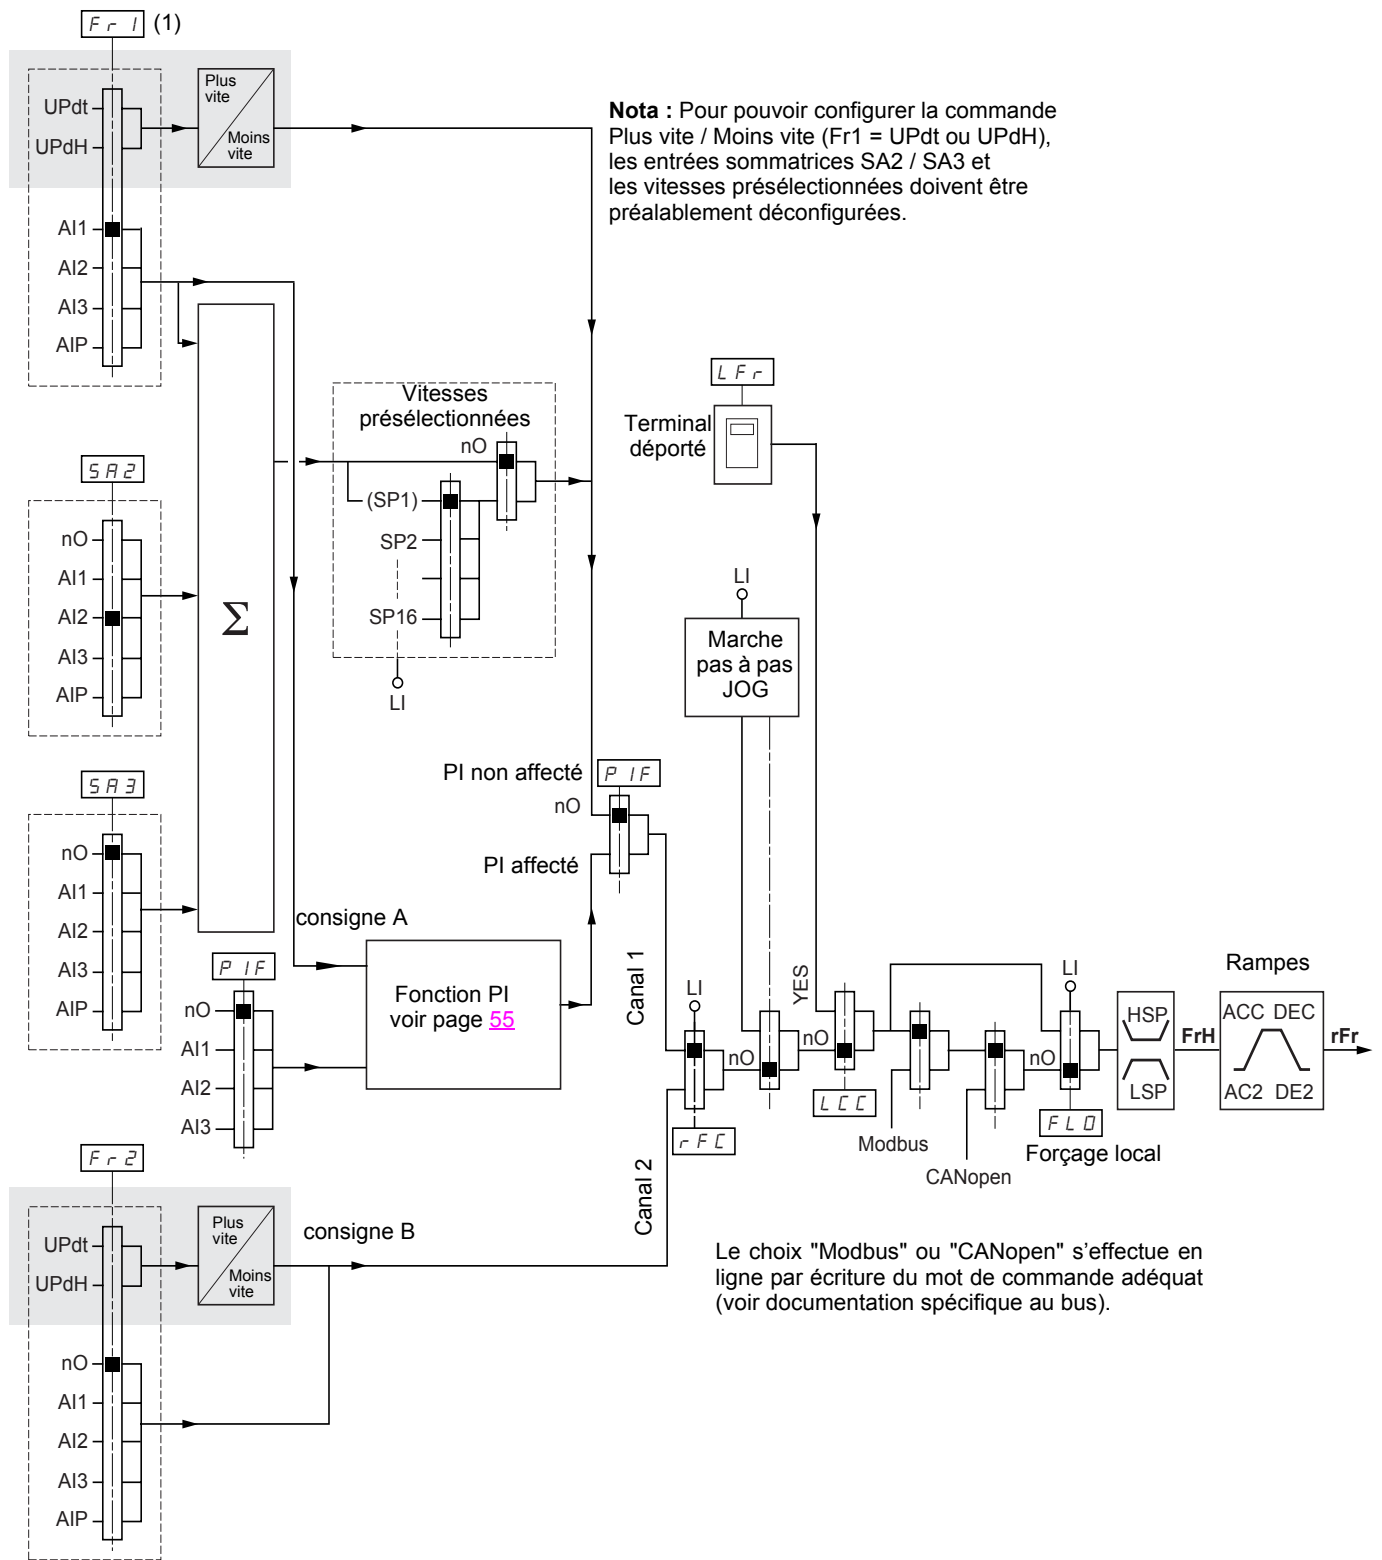 Fr1 (1)
Plus
vite
Moins
vite
UPdt
UPdH
AI1
AI2
AI3
AIP
Nota : Pour pouvoir configurer la commande
Plus vite / Moins vite (Fr1 = UPdt ou UPdH),
les entrées sommatrices SA2 / SA3 et
les vitesses présélectionnées doivent être
préalablement déconfigurées.
SA2
nO
AI1
AI2
AI3
AIP
Σ
Vitesses
présélectionnées
nO
(SP1)
SP2
SP16
LI
LFr
Terminal
déporté
LI
Marche
pas à pas
JOG
SA3
nO
AI1
AI2
AI3
AIP
PI non affecté
PIF
nO
PI affecté
consigne A
PIF
nO
AI1
AI2
AI3
Fonction PI
voir page 55
Canal 1
Canal 2
LI
rFC
nO
YES
nO
LCC
Modbus
CANopen
nO
LI
FLO
Forçage local
HSP
LSP
FrH
Rampes
ACC DEC
AC2 DE2
rFr
Fr2
Plus
vite
Moins
vite
UPdt
UPdH
nO
AI1
AI2
AI3
AIP
consigne B
Le choix "Modbus" ou "CANopen" s’effectue en
ligne par écriture du mot de commande adéquat
(voir documentation spécifique au bus).